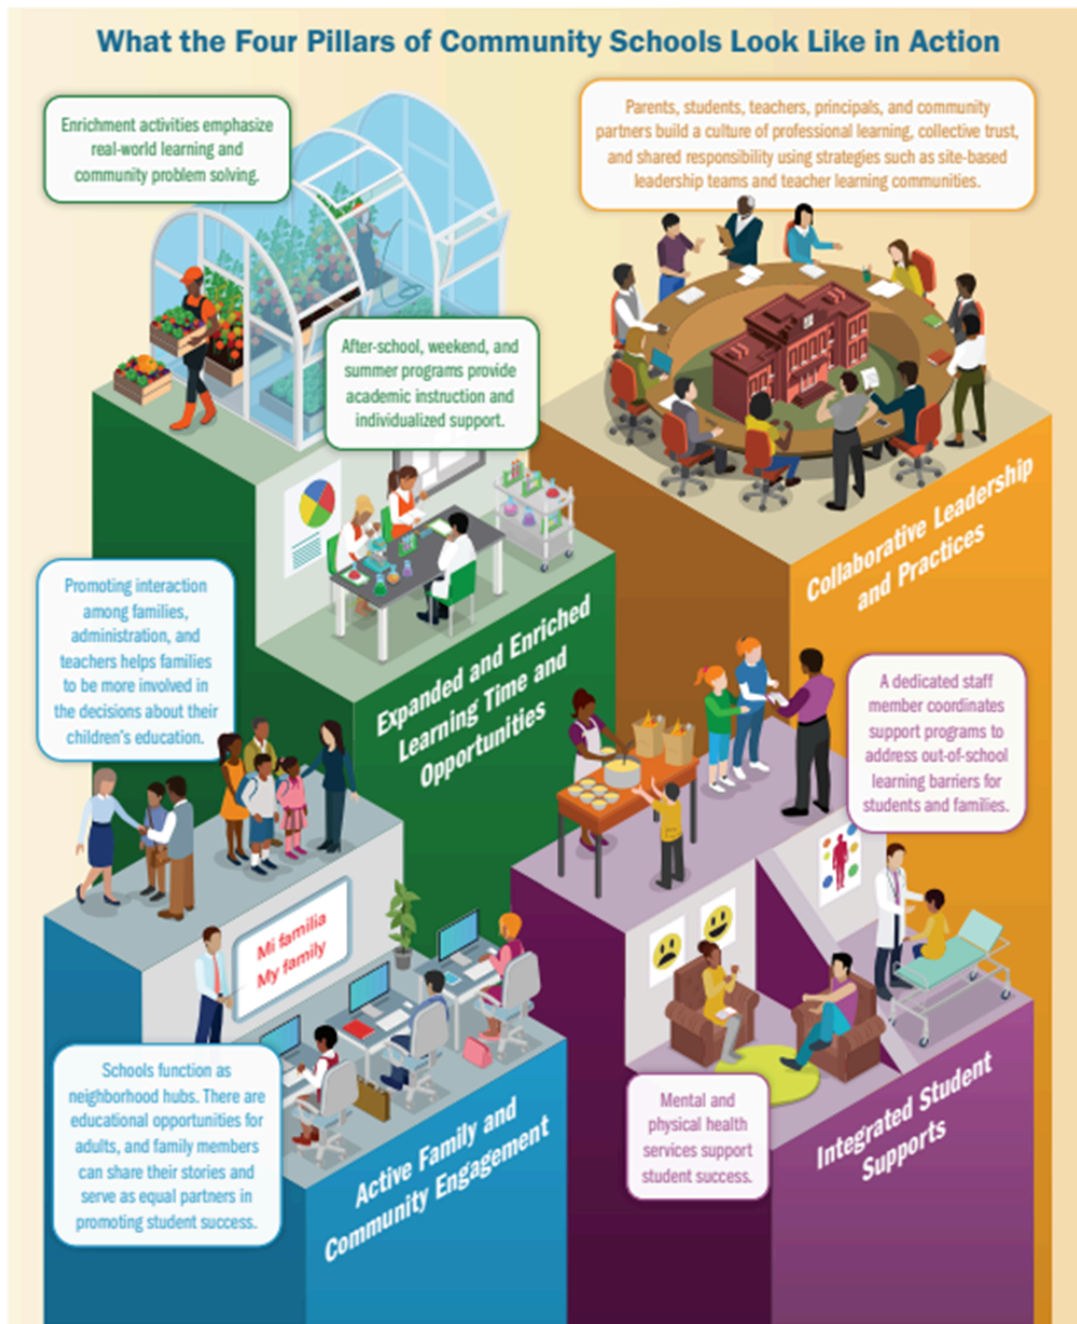 What the Four Pillars of Community Schools Look Like in Action
Enrichment activities emphasize
real-world learning and
community problem solving.
Parents, students, teachers, principals, and community
partners build a culture of professional learning, collective trust,
and shared responsibility using strategies such as site-based
leadership teams and teacher learning communities.
After-school, weekend, and
summer programs provide
academic instruction and
individualized support.
Collaborative Leadership
and Practices
Promoting interaction
among families,
administration, and
teachers helps families
to be more involved in
the decisions about their
children's education.
Expanded and Enriched
Learning Time and
Opportunities
A dedicated staff
member coordinates
support programs to
address out-of-school
learning barriers for
students and families.
Mi familia
My family
Schools function as
neighborhood hubs. There are
educational opportunities for
adults, and family members
can share their stories and
serve as equal partners in
promoting student success.
Active Family and
Community Engagement
Mental and
physical health
services support
student success.
Integrated Student
Supports